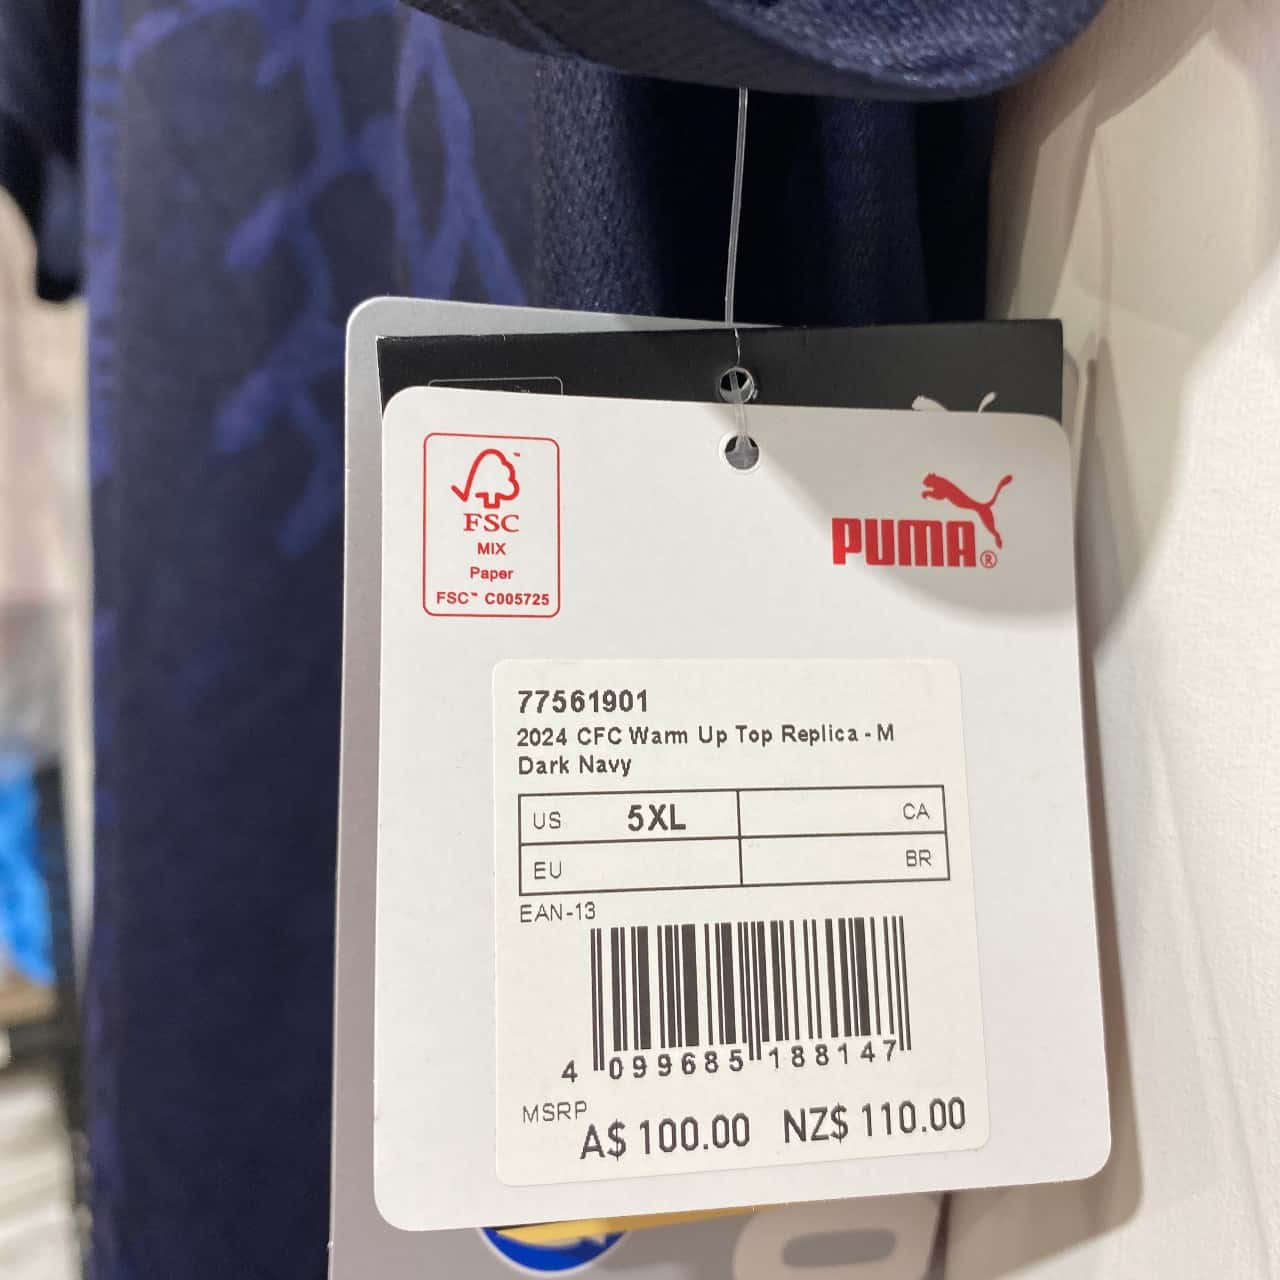 FSC
MIX
Paper
FSC™ C005725
PUMA®
77561901
2024 CFC Warm Up Top Replica - M
Dark Navy
US 5XL CA
EU BR
EAN-13
4 099685 188147
MSRP A$ 100.00 NZ$ 110.00